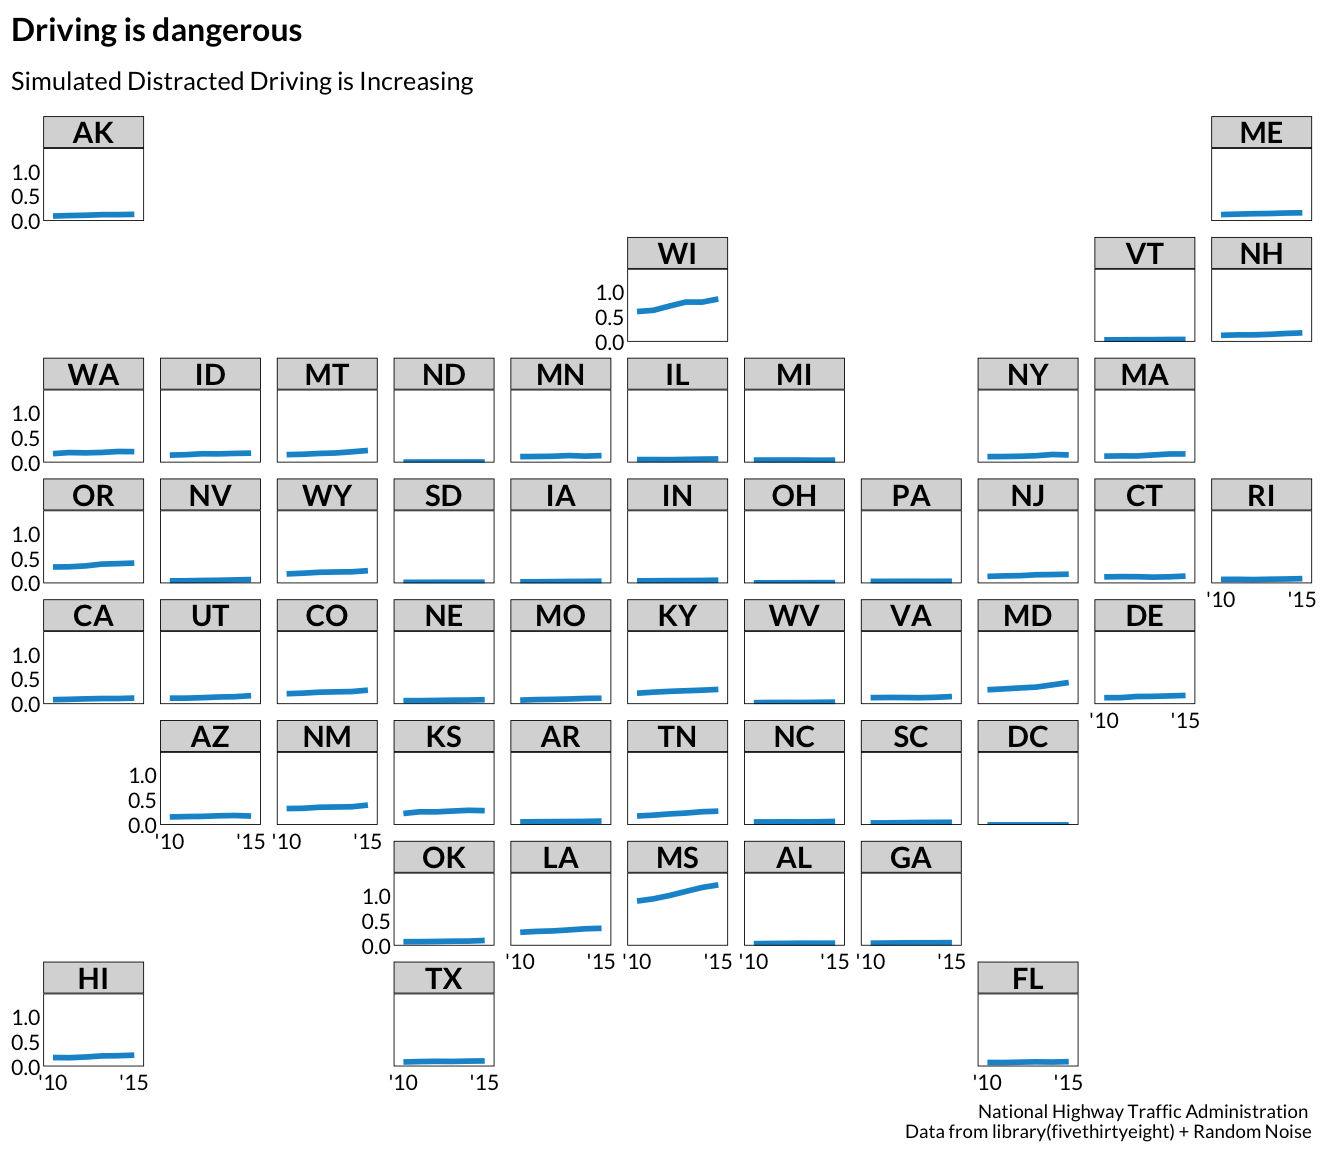 Driving is dangerous
Simulated Distracted Driving is Increasing
AK ME
1.0
0.5
0.0
WI VT NH
1.0
0.5
0.0
WA ID MT ND MN IL MI NY MA
1.0
0.5
0.0
OR NV WY SD IA IN OH PA NJ CT RI
1.0
0.5
0.0
'10 '15
CA UT CO NE MO KY WV VA MD DE
1.0
0.5
0.0
'10 '15
AZ NM KS AR TN NC SC DC
1.0
0.5
0.0
'10 '15 '10 '15
OK LA MS AL GA
1.0
0.5
0.0
'10 '15 '10 '15 '10 '15 '10 '15
HI TX FL
1.0
0.5
0.0
'10 '15 '10 '15 '10 '15
National Highway Traffic Administration
Data from library(fivethirtyeight) + Random Noise